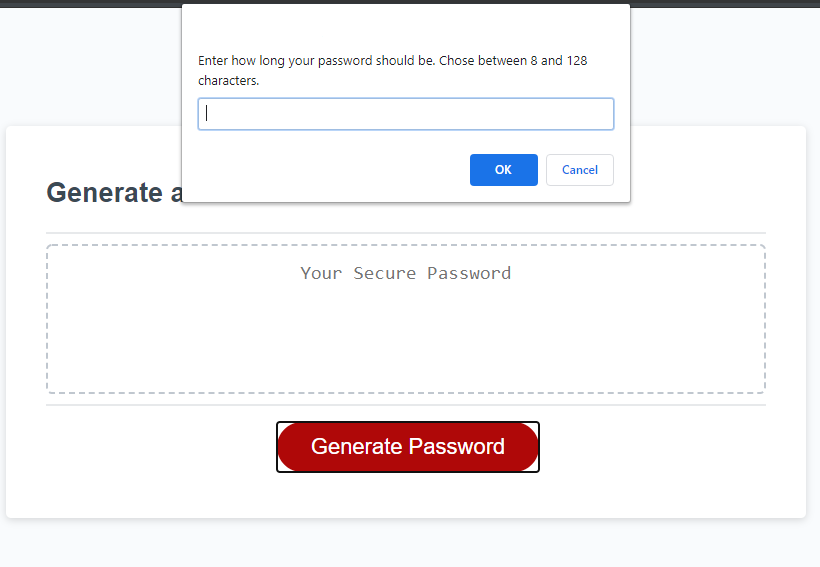 Enter how long your password should be. Chose between 8 and 128
characters.
OK
Cancel
Generate a
Your Secure Password
Generate Password